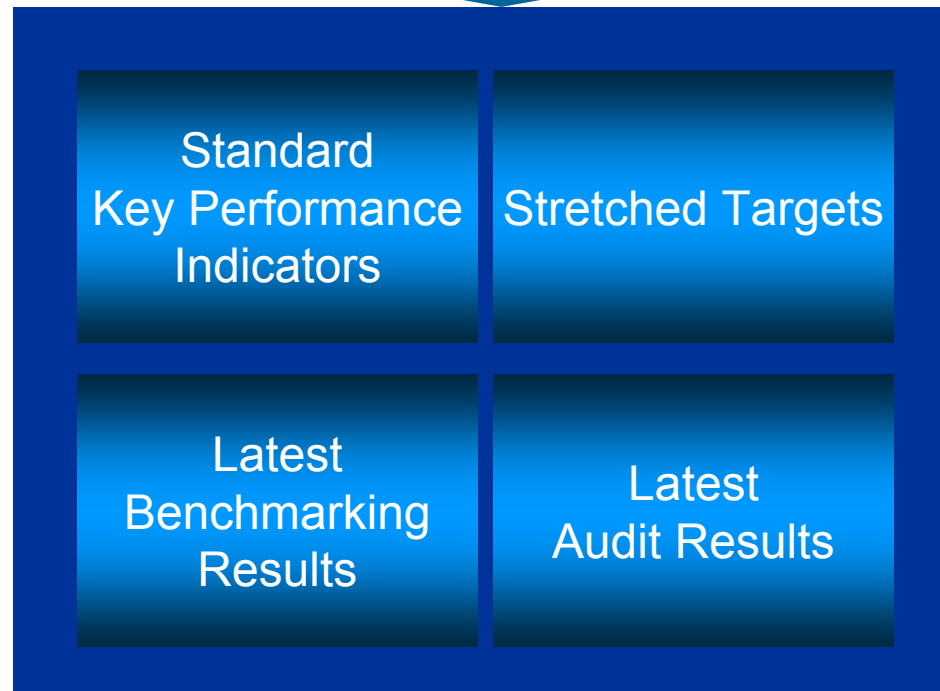 Standard
Key Performance
Indicators
Stretched Targets
Latest
Benchmarking
Results
Latest
Audit Results